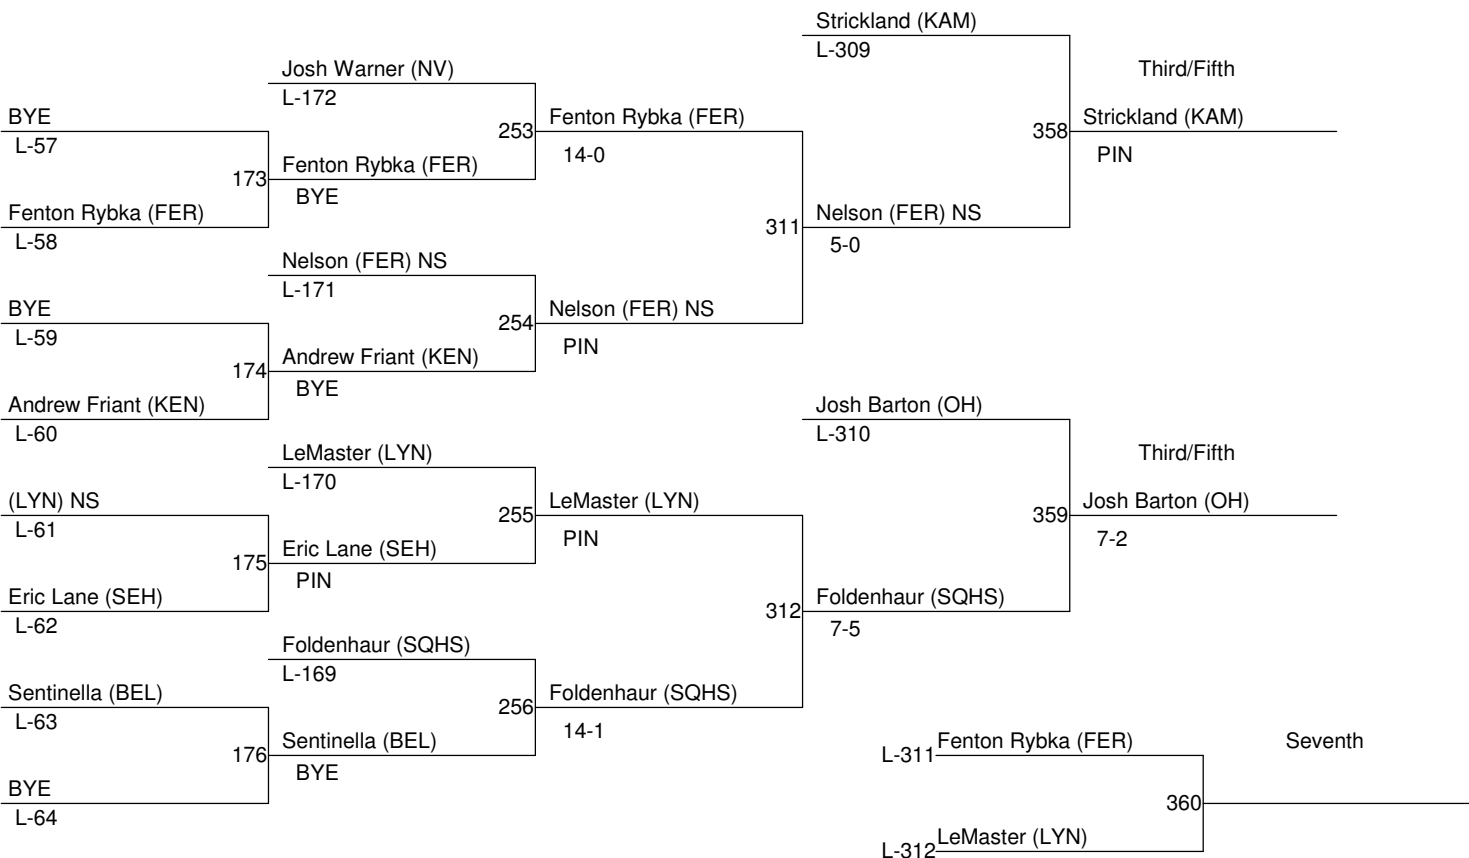 Strickland (KAM)
L-309
Josh Warner (NV)
Third/Fifth
L-172
BYE
253
Fenton Rybka (FER)
358
Strickland (KAM)
L-57
14-0
PIN
173
Fenton Rybka (FER)
BYE
Fenton Rybka (FER)
311
Nelson (FER) NS
L-58
5-0
Nelson (FER) NS
L-171
BYE
254
Nelson (FER) NS
L-59
PIN
174
Andrew Friant (KEN)
BYE
Andrew Friant (KEN)
Josh Barton (OH)
L-60
L-310
LeMaster (LYN)
Third/Fifth
L-170
(LYN) NS
255
LeMaster (LYN)
359
Josh Barton (OH)
L-61
PIN
7-2
175
Eric Lane (SEH)
PIN
Eric Lane (SEH)
312
Foldenhaur (SQHS)
L-62
7-5
Foldenhaur (SQHS)
L-169
Sentinella (BEL)
256
Foldenhaur (SQHS)
L-63
14-1
176
Sentinella (BEL)
L-311
Fenton Rybka (FER)
Seventh
BYE
BYE
360
L-64
L-312
LeMaster (LYN)